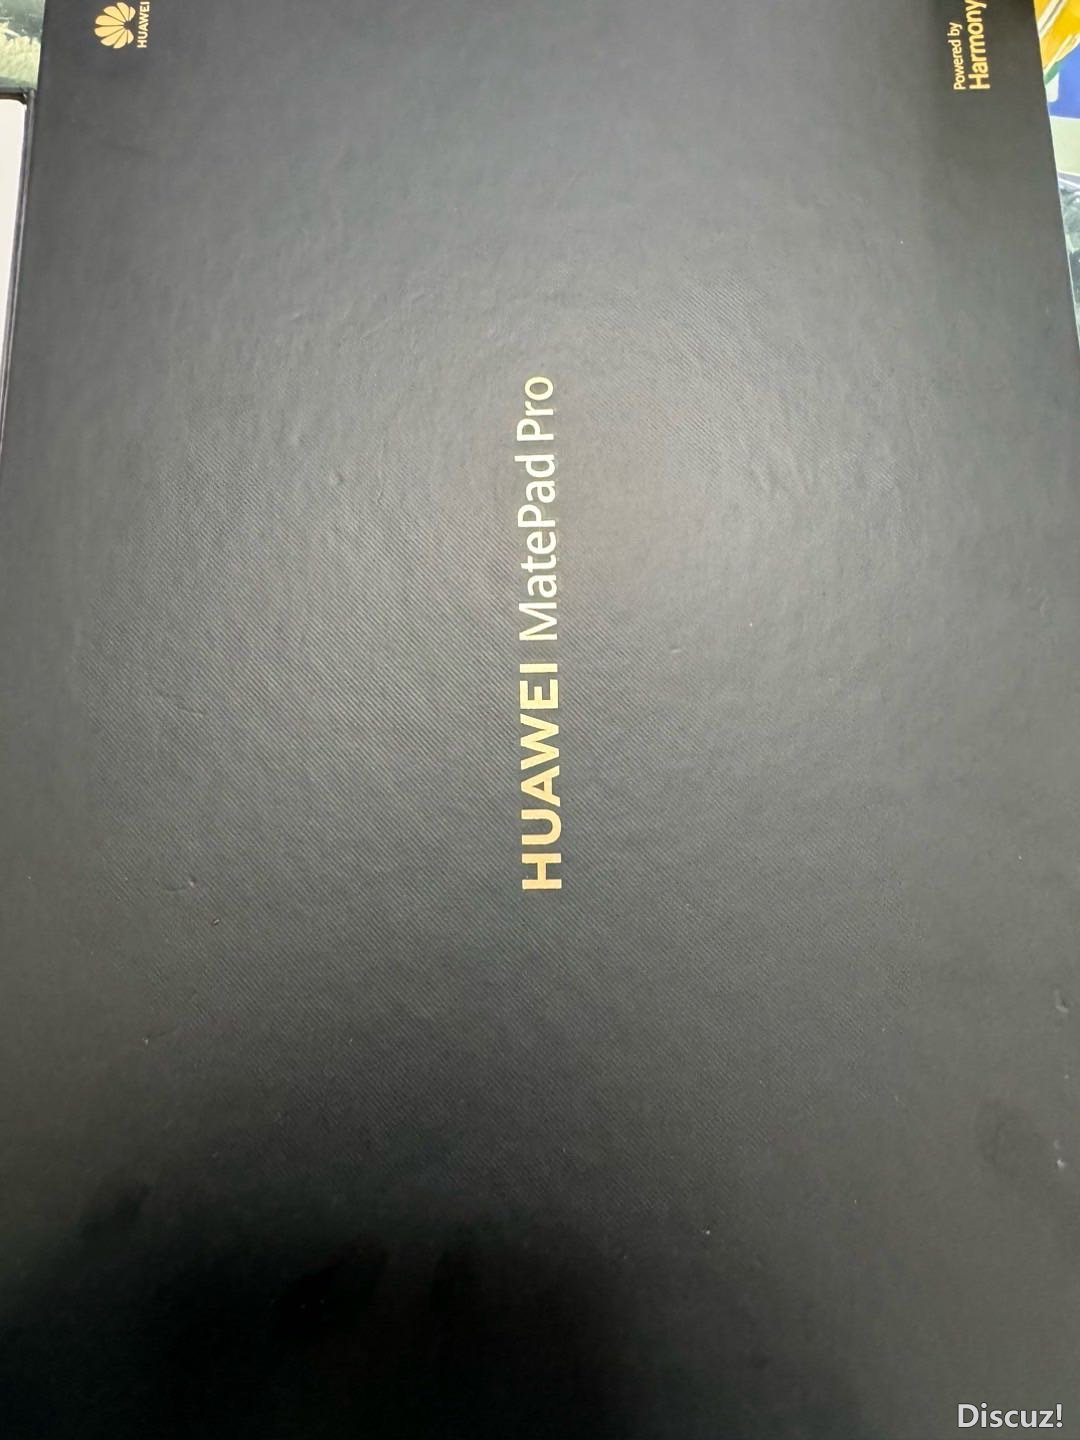 HUAWEI
Powered by
Harmony
HUAWEI MatePad Pro
Discuz!